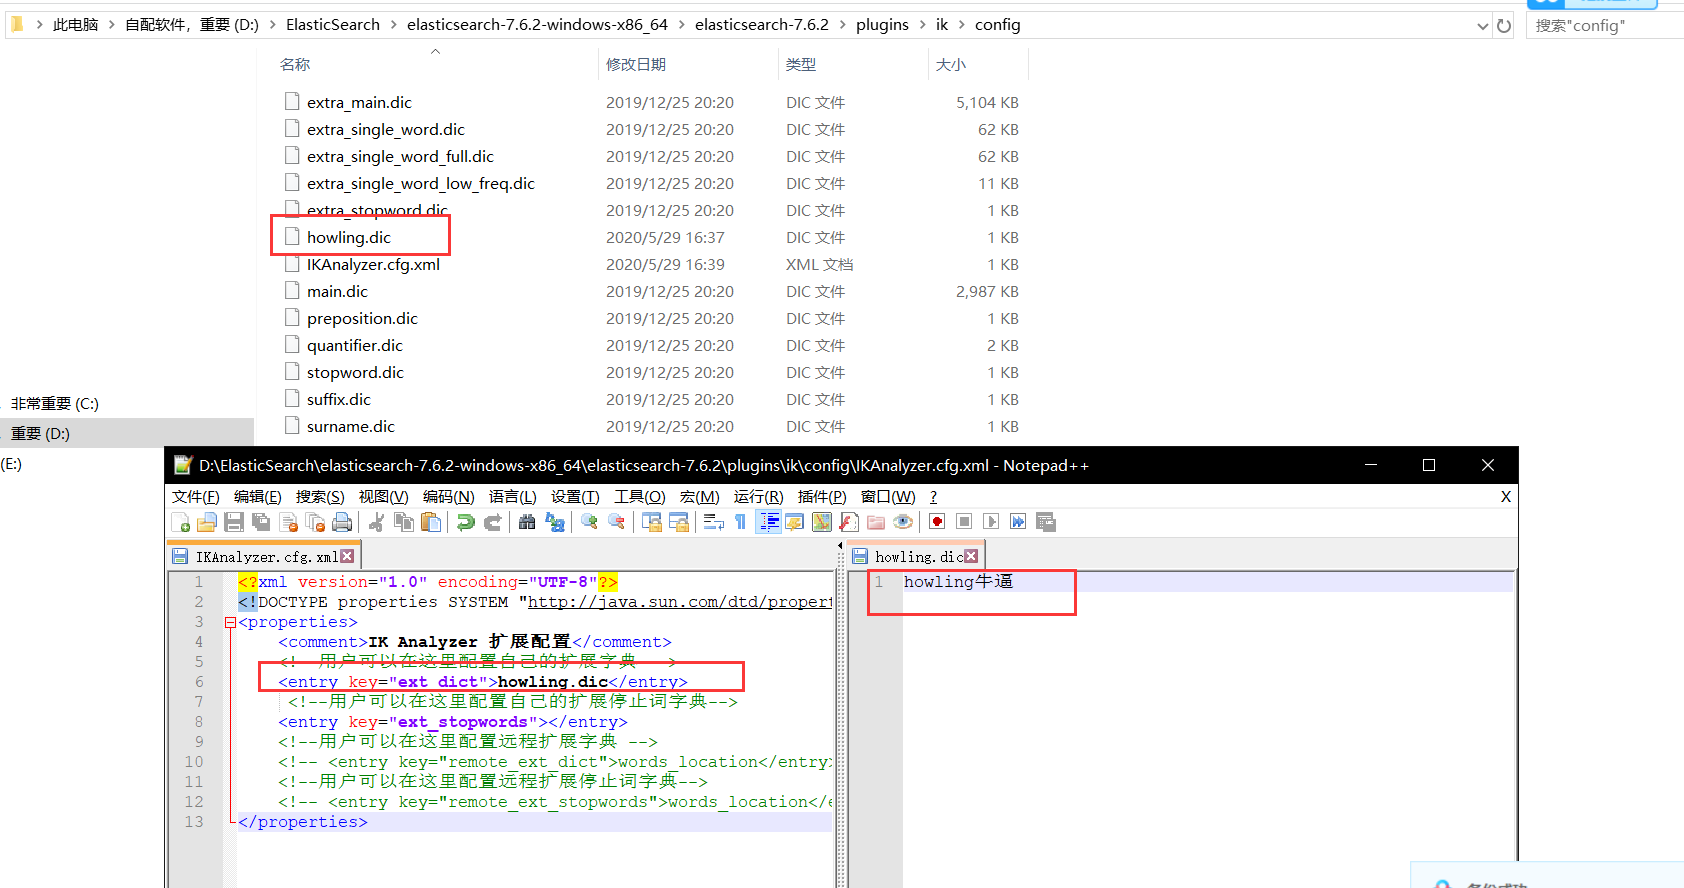 此电脑 > 自配软件，重要 (D:) > ElasticSearch > elasticsearch-7.6.2-windows-x86_64 > elasticsearch-7.6.2 > plugins > ik > config
搜索"config"
名称 修改日期 类型 大小
extra_main.dic 2019/12/25 20:20 DIC 文件 5,104 KB
extra_single_word.dic 2019/12/25 20:20 DIC 文件 62 KB
extra_single_word_full.dic 2019/12/25 20:20 DIC 文件 62 KB
extra_single_word_low_freq.dic 2019/12/25 20:20 DIC 文件 11 KB
extra_stopword.dic 2019/12/25 20:20 DIC 文件 1 KB
howling.dic 2020/5/29 16:37 DIC 文件 1 KB
IKAnalyzer.cfg.xml 2020/5/29 16:39 XML 文档 1 KB
main.dic 2019/12/25 20:20 DIC 文件 2,987 KB
preposition.dic 2019/12/25 20:20 DIC 文件 1 KB
quantifier.dic 2019/12/25 20:20 DIC 文件 2 KB
stopword.dic 2019/12/25 20:20 DIC 文件 1 KB
suffix.dic 2019/12/25 20:20 DIC 文件 1 KB
surname.dic 2019/12/25 20:20 DIC 文件 1 KB
非常重要 (C:)
重要 (D:)
(E:)
D:\ElasticSearch\elasticsearch-7.6.2-windows-x86_64\elasticsearch-7.6.2\plugins\ik\config\IKAnalyzer.cfg.xml - Notepad++
文件(F) 编辑(E) 搜索(S) 视图(V) 编码(N) 语言(L) 设置(T) 工具(O) 宏(M) 运行(R) 插件(P) 窗口(W) ? X
IKAnalyzer.cfg.xml
1 <?xml version="1.0" encoding="UTF-8"?>
2 <!DOCTYPE properties SYSTEM "http://java.sun.com/dtd/propert
3 <properties>
4 <comment>IK Analyzer 扩展配置</comment>
5 <!--用户可以在这里配置自己的扩展字典 -->
6 <entry key="ext_dict">howling.dic</entry>
7 <!--用户可以在这里配置自己的扩展停止词字典-->
8 <entry key="ext_stopwords"></entry>
9 <!--用户可以在这里配置远程扩展字典 -->
10 <!-- <entry key="remote_ext_dict">words_location</entry>
11 <!--用户可以在这里配置远程扩展停止词字典-->
12 <!-- <entry key="remote_ext_stopwords">words_location</e
13 </properties>
howling.dic
1 howling牛逼